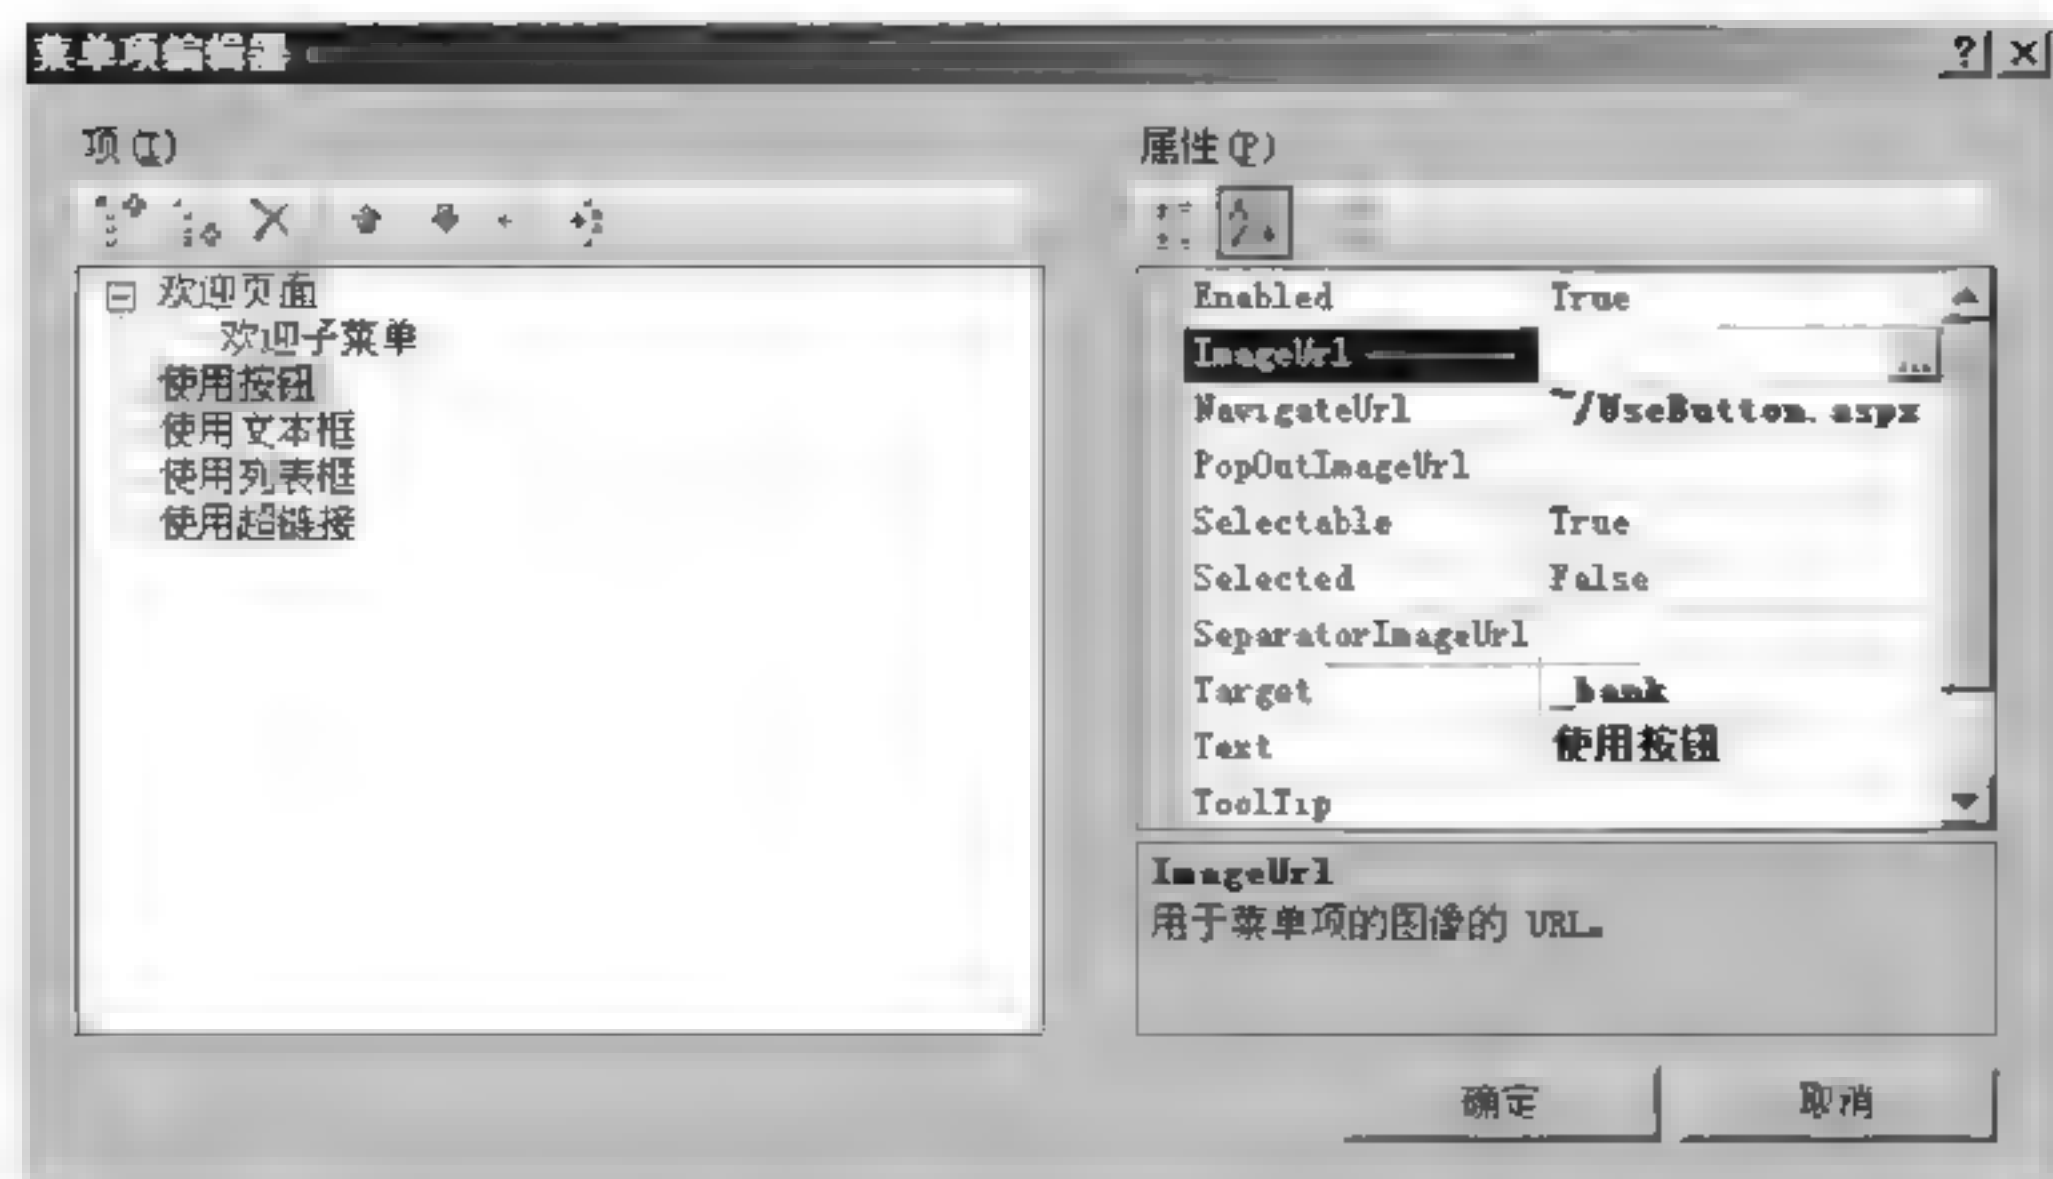 菜单项编辑器
项(I)
欢迎页面
欢迎子菜单
使用按钮
使用文本框
使用列表框
使用超链接
属性(P)
Enabled True
ImageUrl ...
NavigateUrl ~/UseButton.aspx
PopOutImageUrl
Selectable True
Selected False
SeparatorImageUrl
Target _bank
Text 使用按钮
ToolTip
ImageUrl
用于菜单项的图像的 URL。
确定 取消